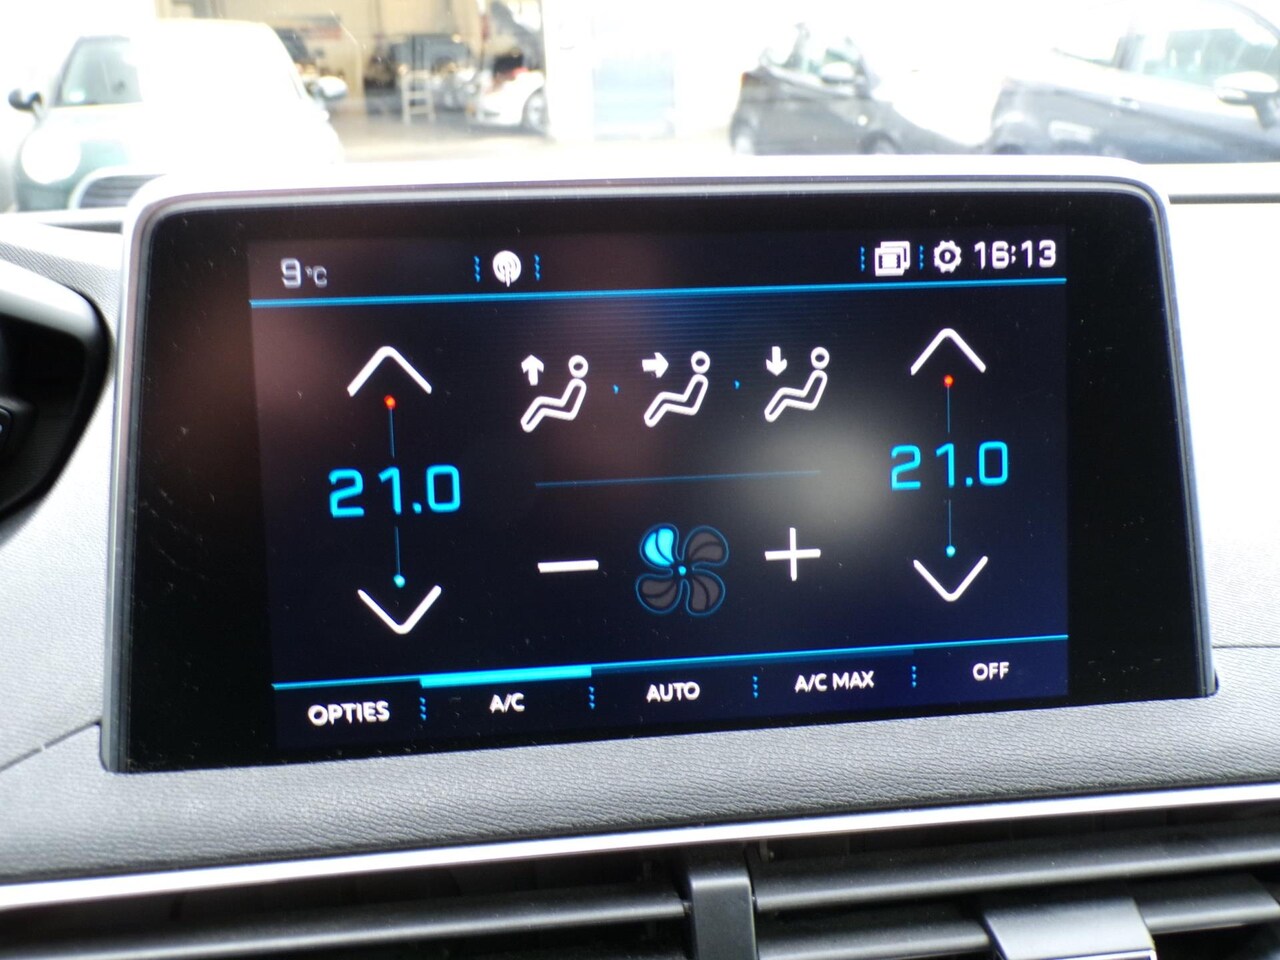 9°C
16:13
21.0
21.0
OPTIES
A/C
AUTO
A/C MAX
OFF